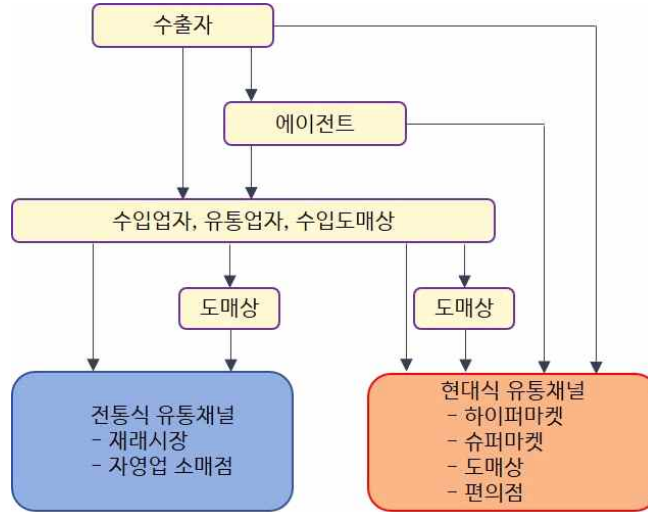 수출자
에이전트
수입업자, 유통업자, 수입도매상
도매상
도매상
전통식 유통채널
- 재래시장
- 자영업 소매점
현대식 유통채널
- 하이퍼마켓
- 슈퍼마켓
- 도매상
- 편의점